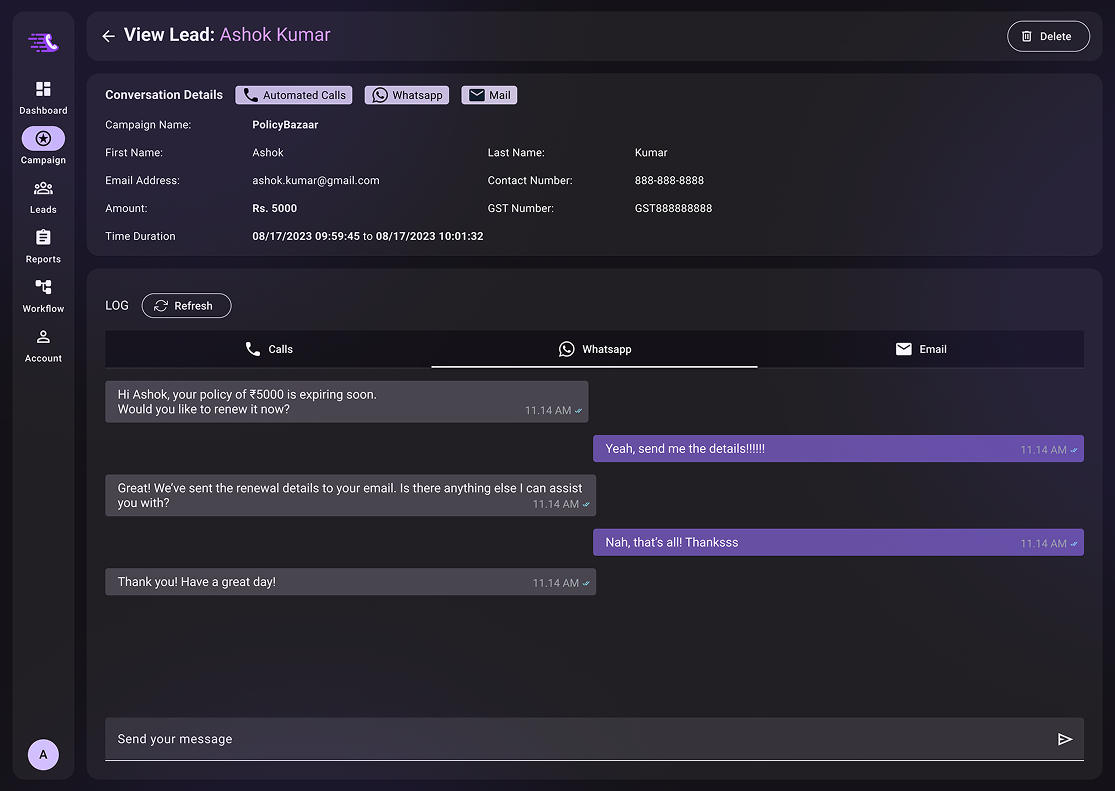 View Lead: Ashok Kumar
Delete
Dashboard
Campaign
Leads
Reports
Workflow
Account
A
Conversation Details Automated Calls Whatsapp Mail
Campaign Name: PolicyBazaar
First Name: Ashok Last Name: Kumar
Email Address: ashok.kumar@gmail.com Contact Number: 888-888-8888
Amount: Rs. 5000 GST Number: GST888888888
Time Duration 08/17/2023 09:59:45 to 08/17/2023 10:01:32
LOG Refresh
Calls Whatsapp Email
Hi Ashok, your policy of ₹5000 is expiring soon.
Would you like to renew it now? 11.14 AM
Yeah, send me the details!!!!!! 11.14 AM
Great! We’ve sent the renewal details to your email. Is there anything else I can assist
you with? 11.14 AM
Nah, that’s all! Thanksss 11.14 AM
Thank you! Have a great day! 11.14 AM
Send your message